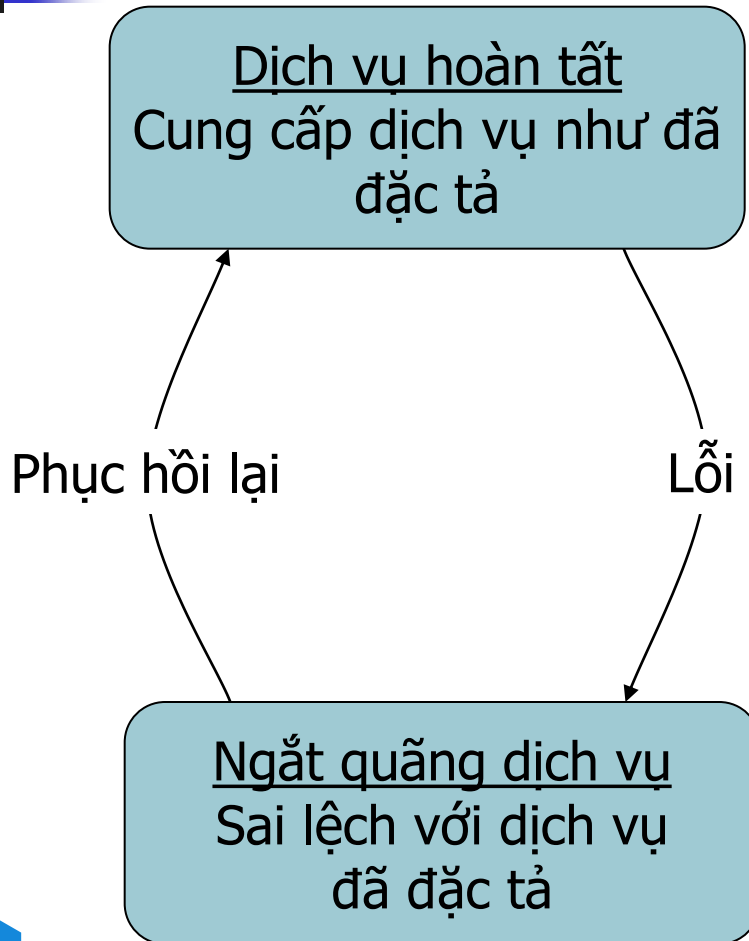 Dịch vụ hoàn tất
Cung cấp dịch vụ như đã
đặc tả
Phục hồi lại
Lỗi
Ngắt quãng dịch vụ
Sai lệch với dịch vụ
đã đặc tả